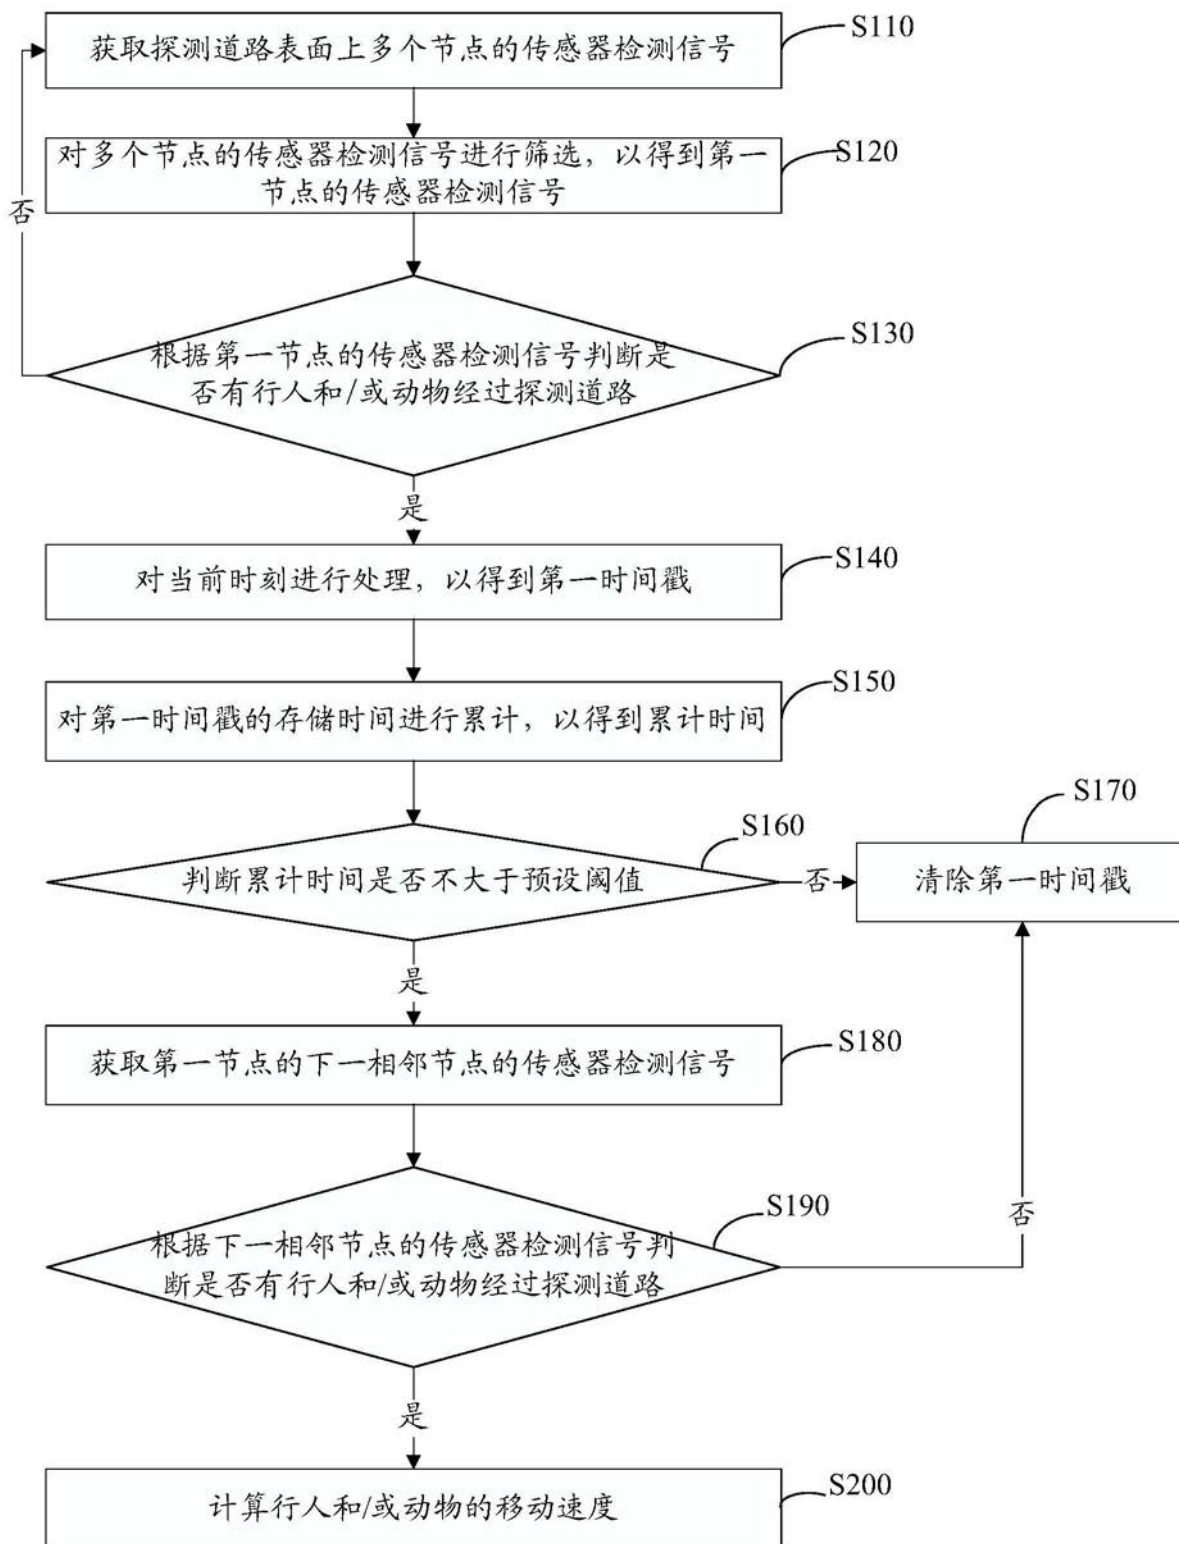 获取探测道路表面上多个节点的传感器检测信号
S110
对多个节点的传感器检测信号进行筛选，以得到第一
节点的传感器检测信号
S120
否
根据第一节点的传感器检测信号判断是
否有行人和/或动物经过探测道路
S130
是
对当前时刻进行处理，以得到第一时间戳
S140
对第一时间戳的存储时间进行累计，以得到累计时间
S150
判断累计时间是否不大于预设阈值
S160
否
清除第一时间戳
S170
是
获取第一节点的下一相邻节点的传感器检测信号
S180
根据下一相邻节点的传感器检测信号判
断是否有行人和/或动物经过探测道路
S190
否
是
计算行人和/或动物的移动速度
S200